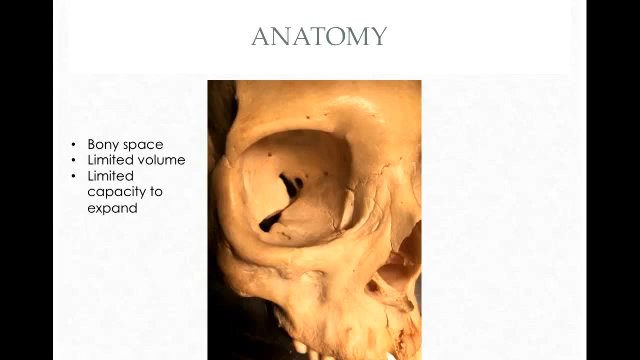 ANATOMY
• Bony space
• Limited volume
• Limited
capacity to
expand